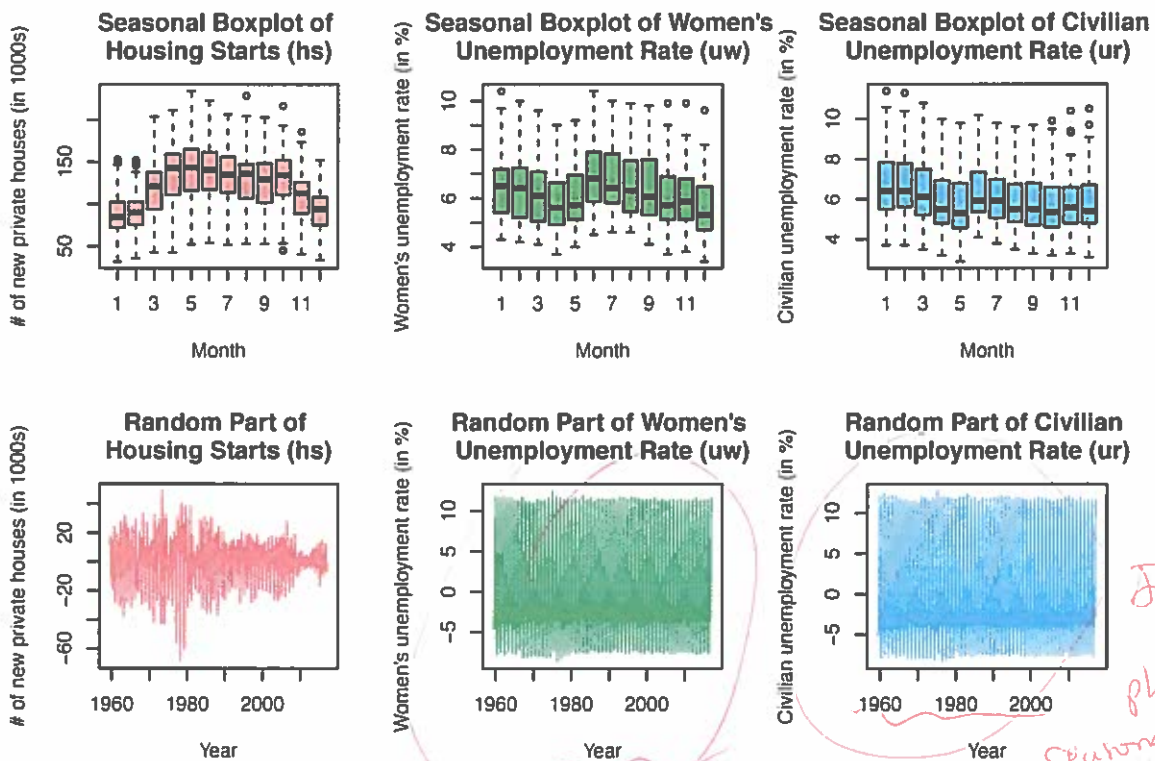 Seasonal Boxplot of
Housing Starts (hs)
# of new private houses (in 1000s)
150
50
1 3 5 7 9 11
Month
Seasonal Boxplot of Women's
Unemployment Rate (uw)
Women's unemployment rate (in %)
10
8
6
4
1 3 5 7 9 11
Month
Seasonal Boxplot of Civilian
Unemployment Rate (ur)
Civilian unemployment rate (in %)
10
8
6
4
1 3 5 7 9 11
Month
Random Part of
Housing Starts (hs)
# of new private houses (in 1000s)
20
-20
-60
1960 1980 2000
Year
Random Part of Women's
Unemployment Rate (uw)
Women's unemployment rate (in %)
10
5
0
-5
1960 1980 2000
Year
Random Part of Civilian
Unemployment Rate (ur)
Civilian unemployment rate (in %)
10
5
0
-5
1960 1980 2000
Year